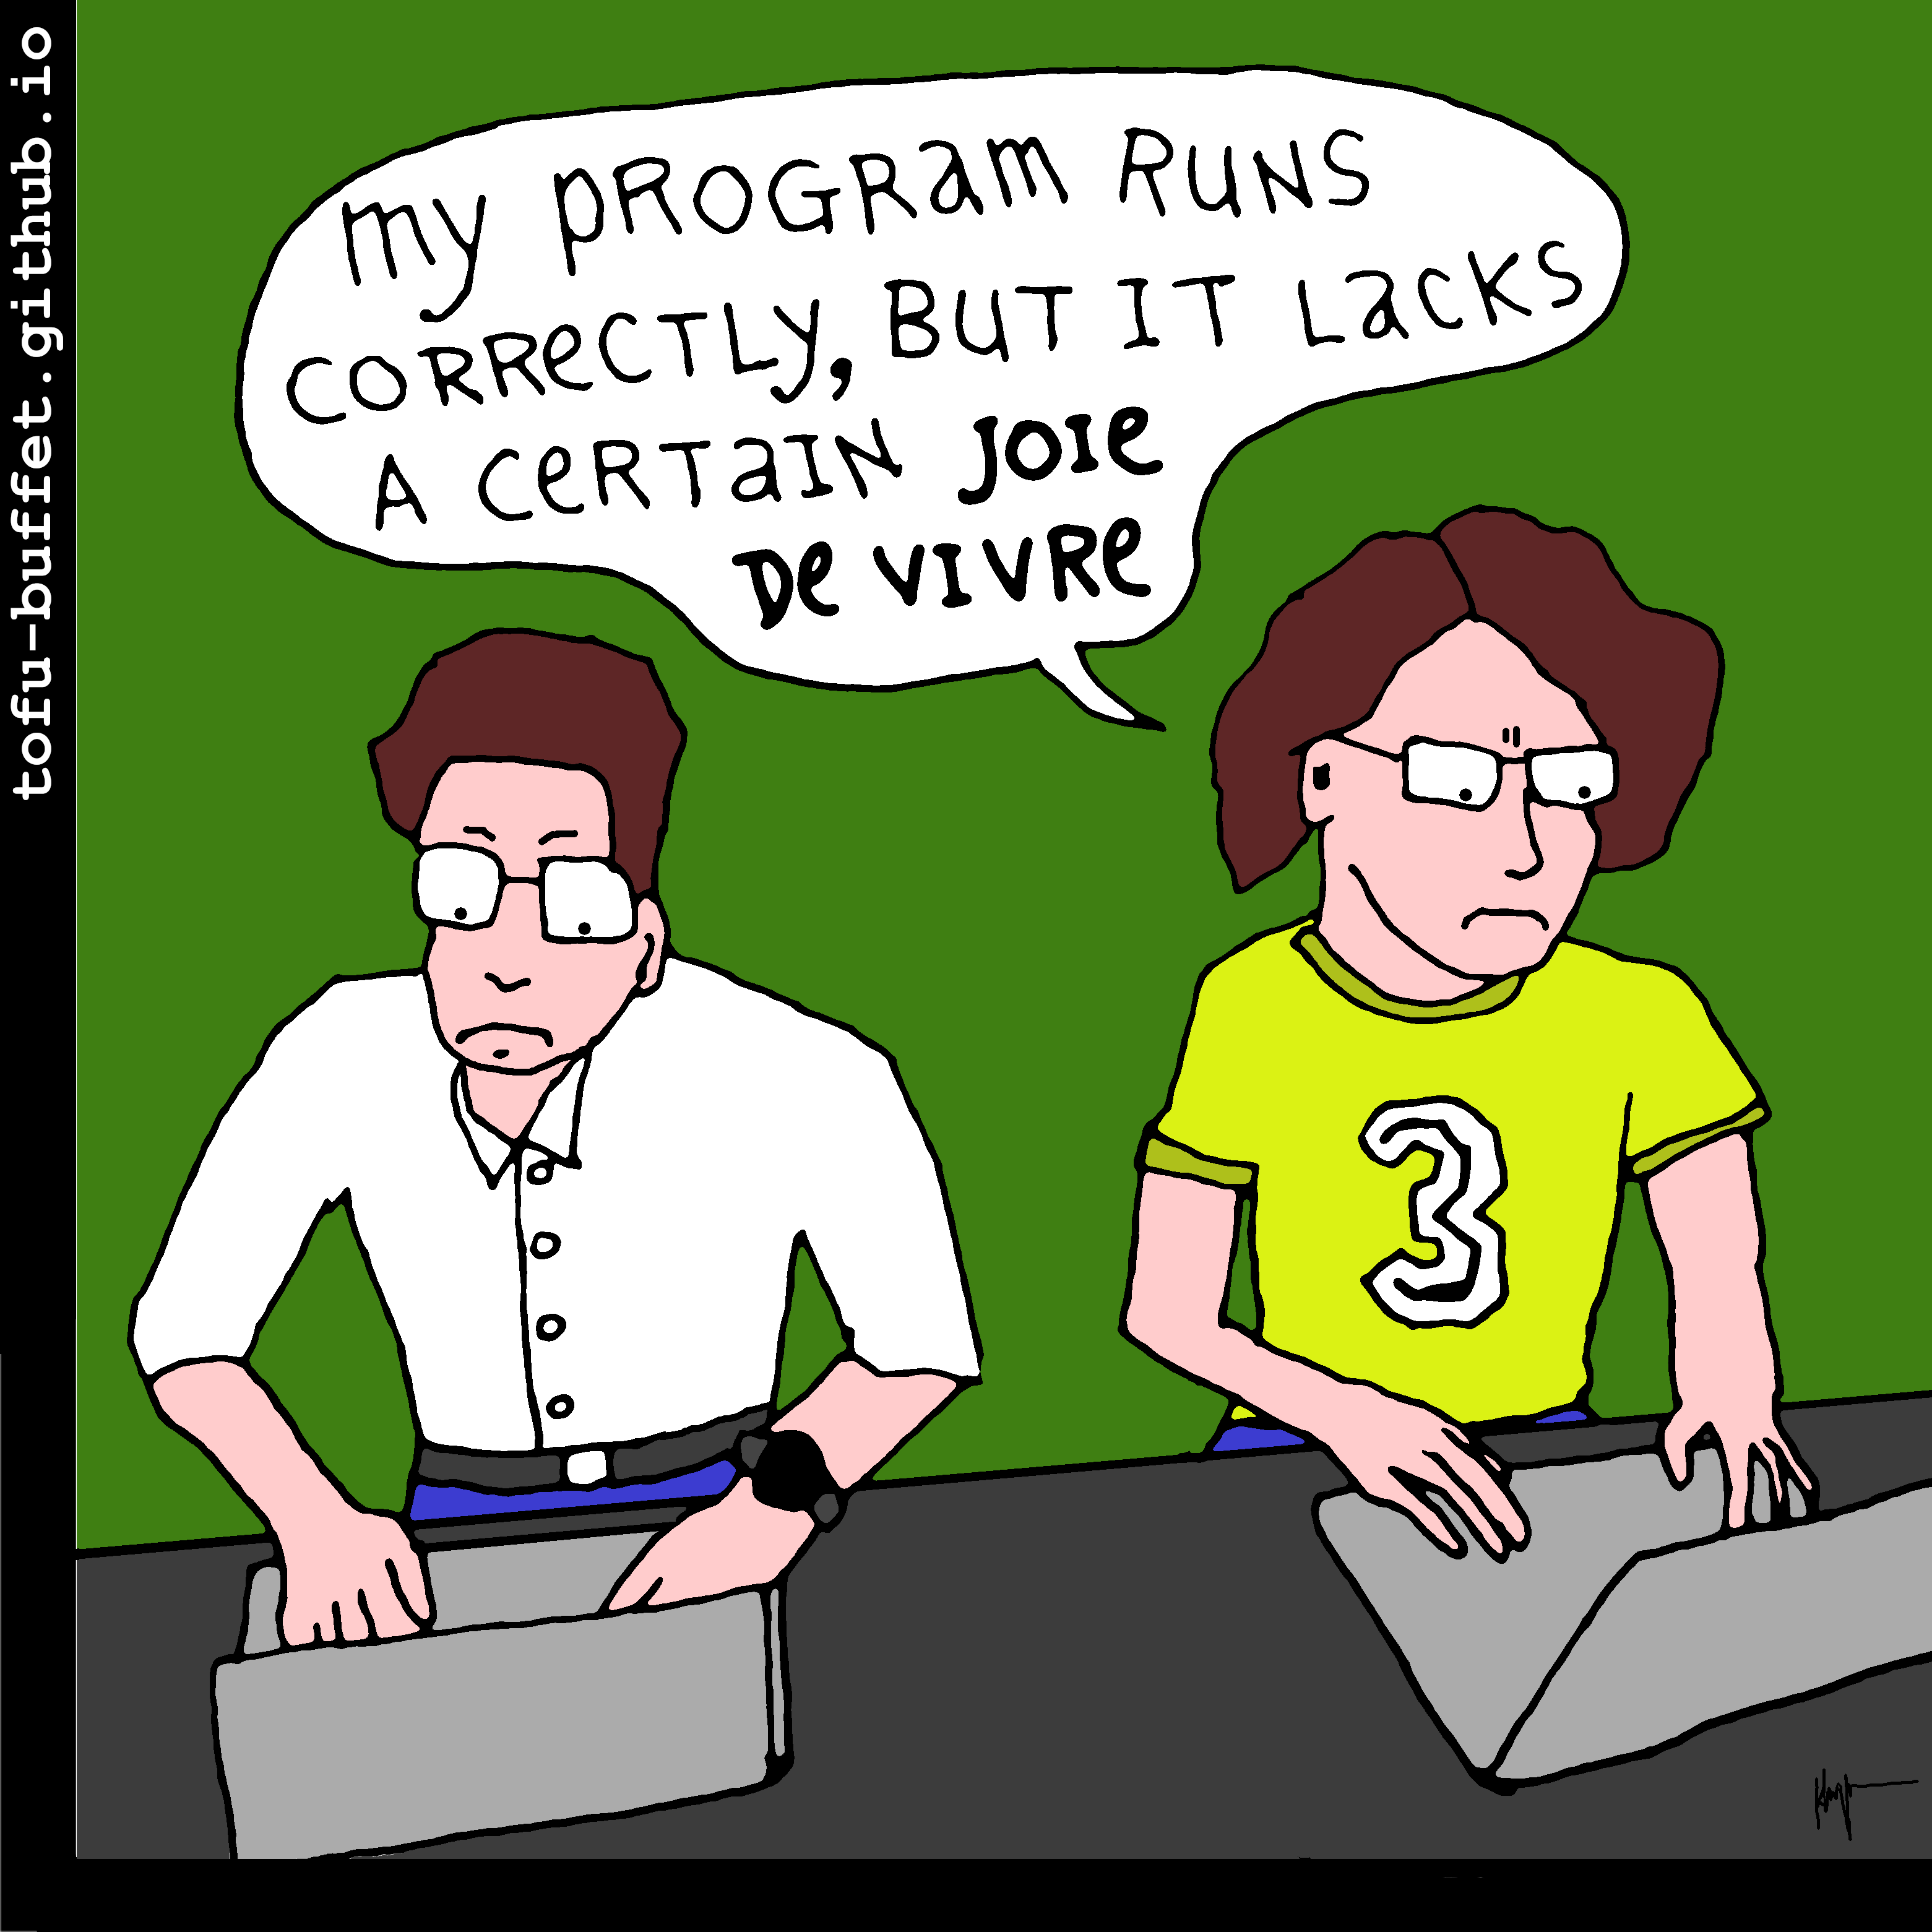 tofu-buffet.github.io
my PROGRam RUNS
CORReCTLy, BUT IT Lacks
A CeRTaIN JOIe
De VIVRe
3